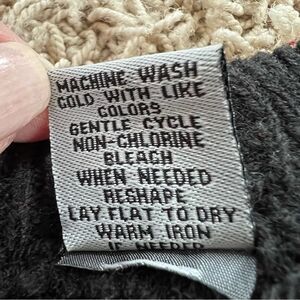 MACHINE WASH
COLD WITH LIKE
COLORS
GENTLE CYCLE
NON-CHLORINE
BLEACH
WHEN NEEDED
RESHAPE
LAY FLAT TO DRY
WARM IRON
IF NEEDED